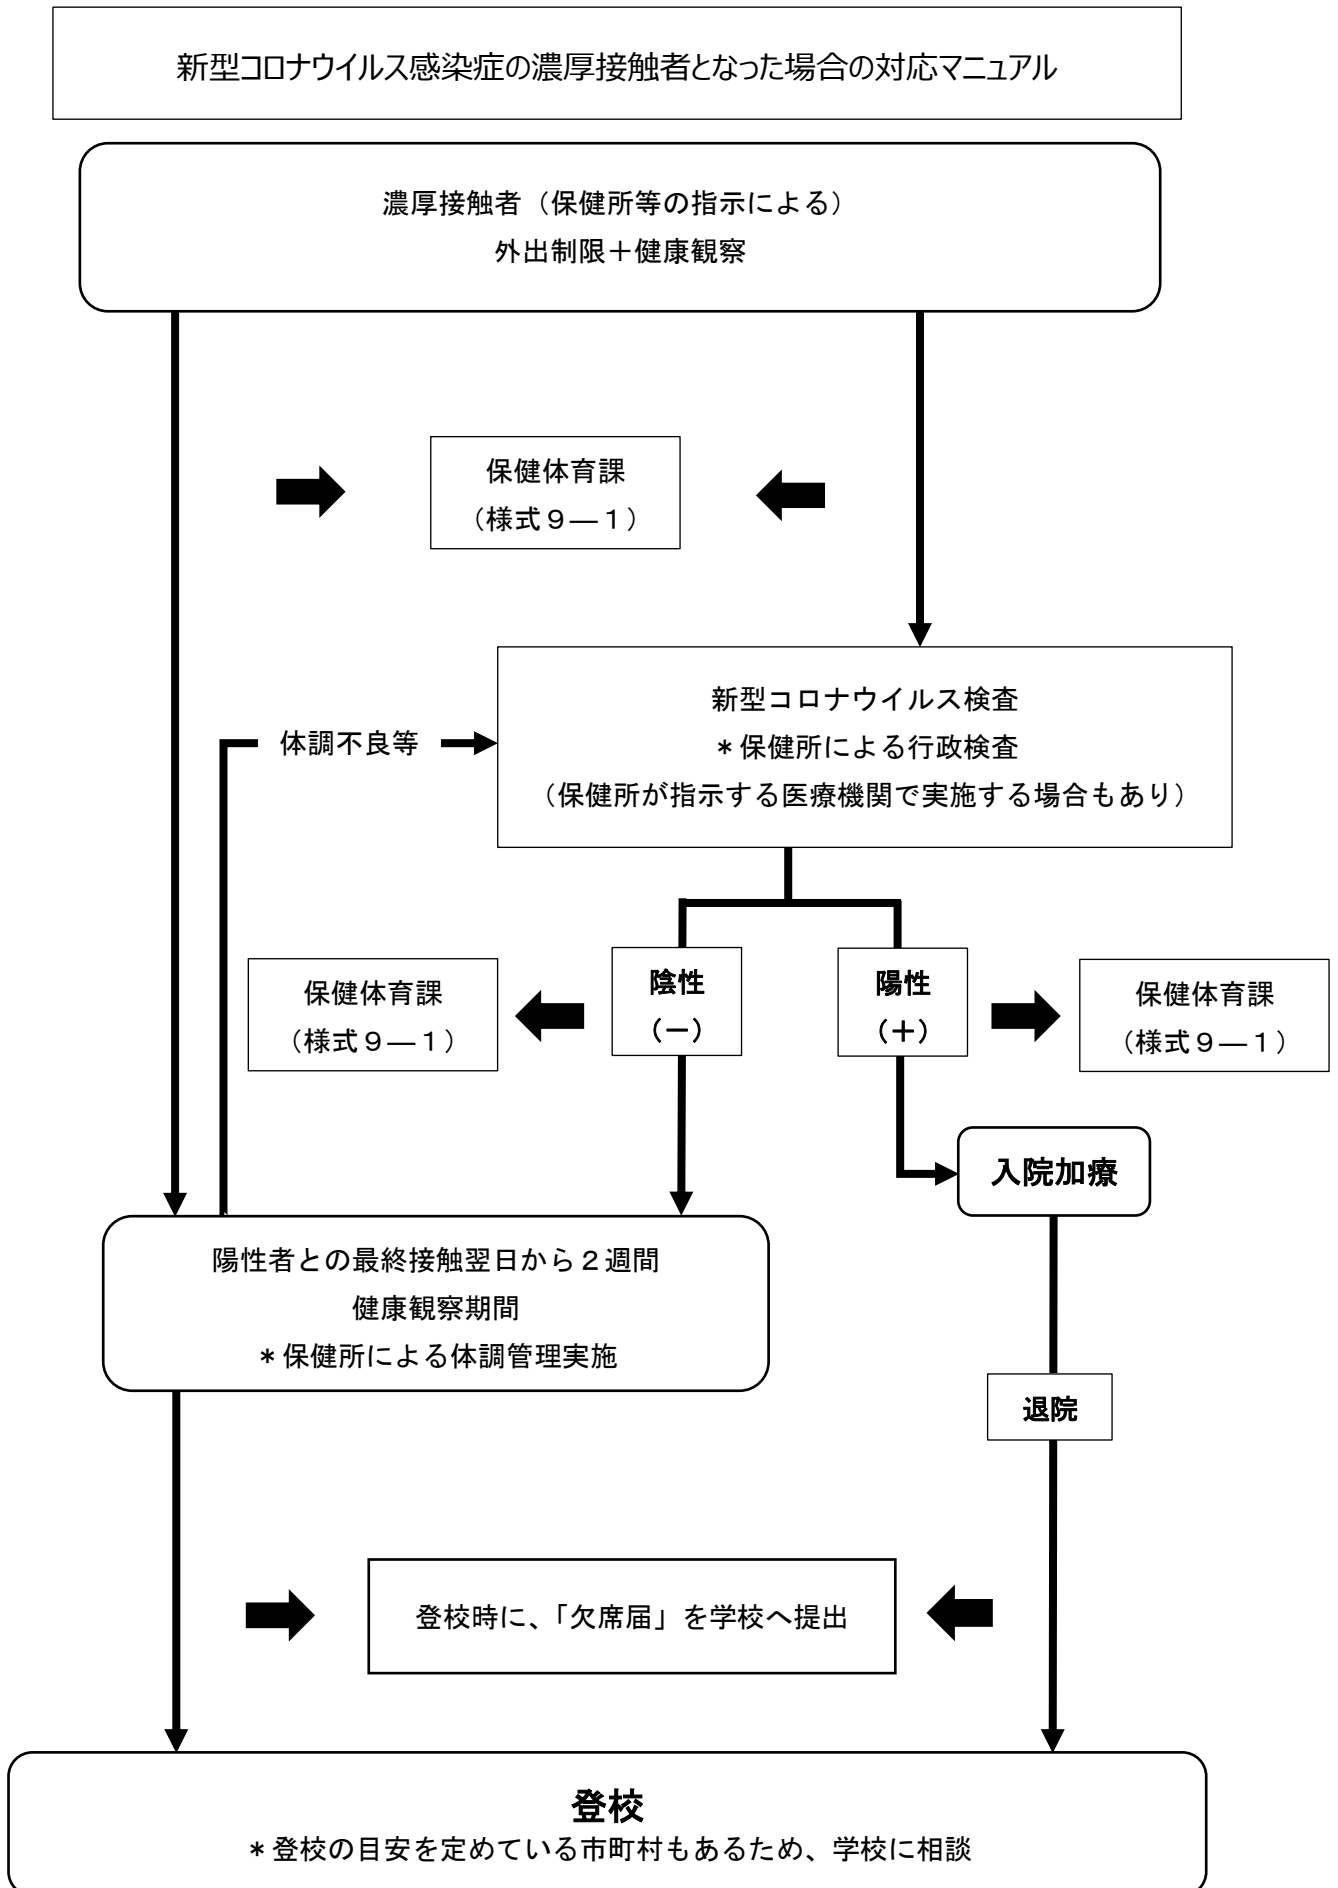 新型コロナウイルス感染症の濃厚接触者となった場合の対応マニュアル
濃厚接触者（保健所等の指示による）
外出制限＋健康観察
保健体育課
（様式９―１）
新型コロナウイルス検査
＊保健所による行政検査
（保健所が指示する医療機関で実施する場合もあり）
体調不良等
陰性
（－）
陽性
（＋）
保健体育課
（様式９―１）
保健体育課
（様式９―１）
入院加療
陽性者との最終接触翌日から２週間
健康観察期間
＊保健所による体調管理実施
退院
登校時に、「欠席届」を学校へ提出
登校
＊登校の目安を定めている市町村もあるため、学校に相談